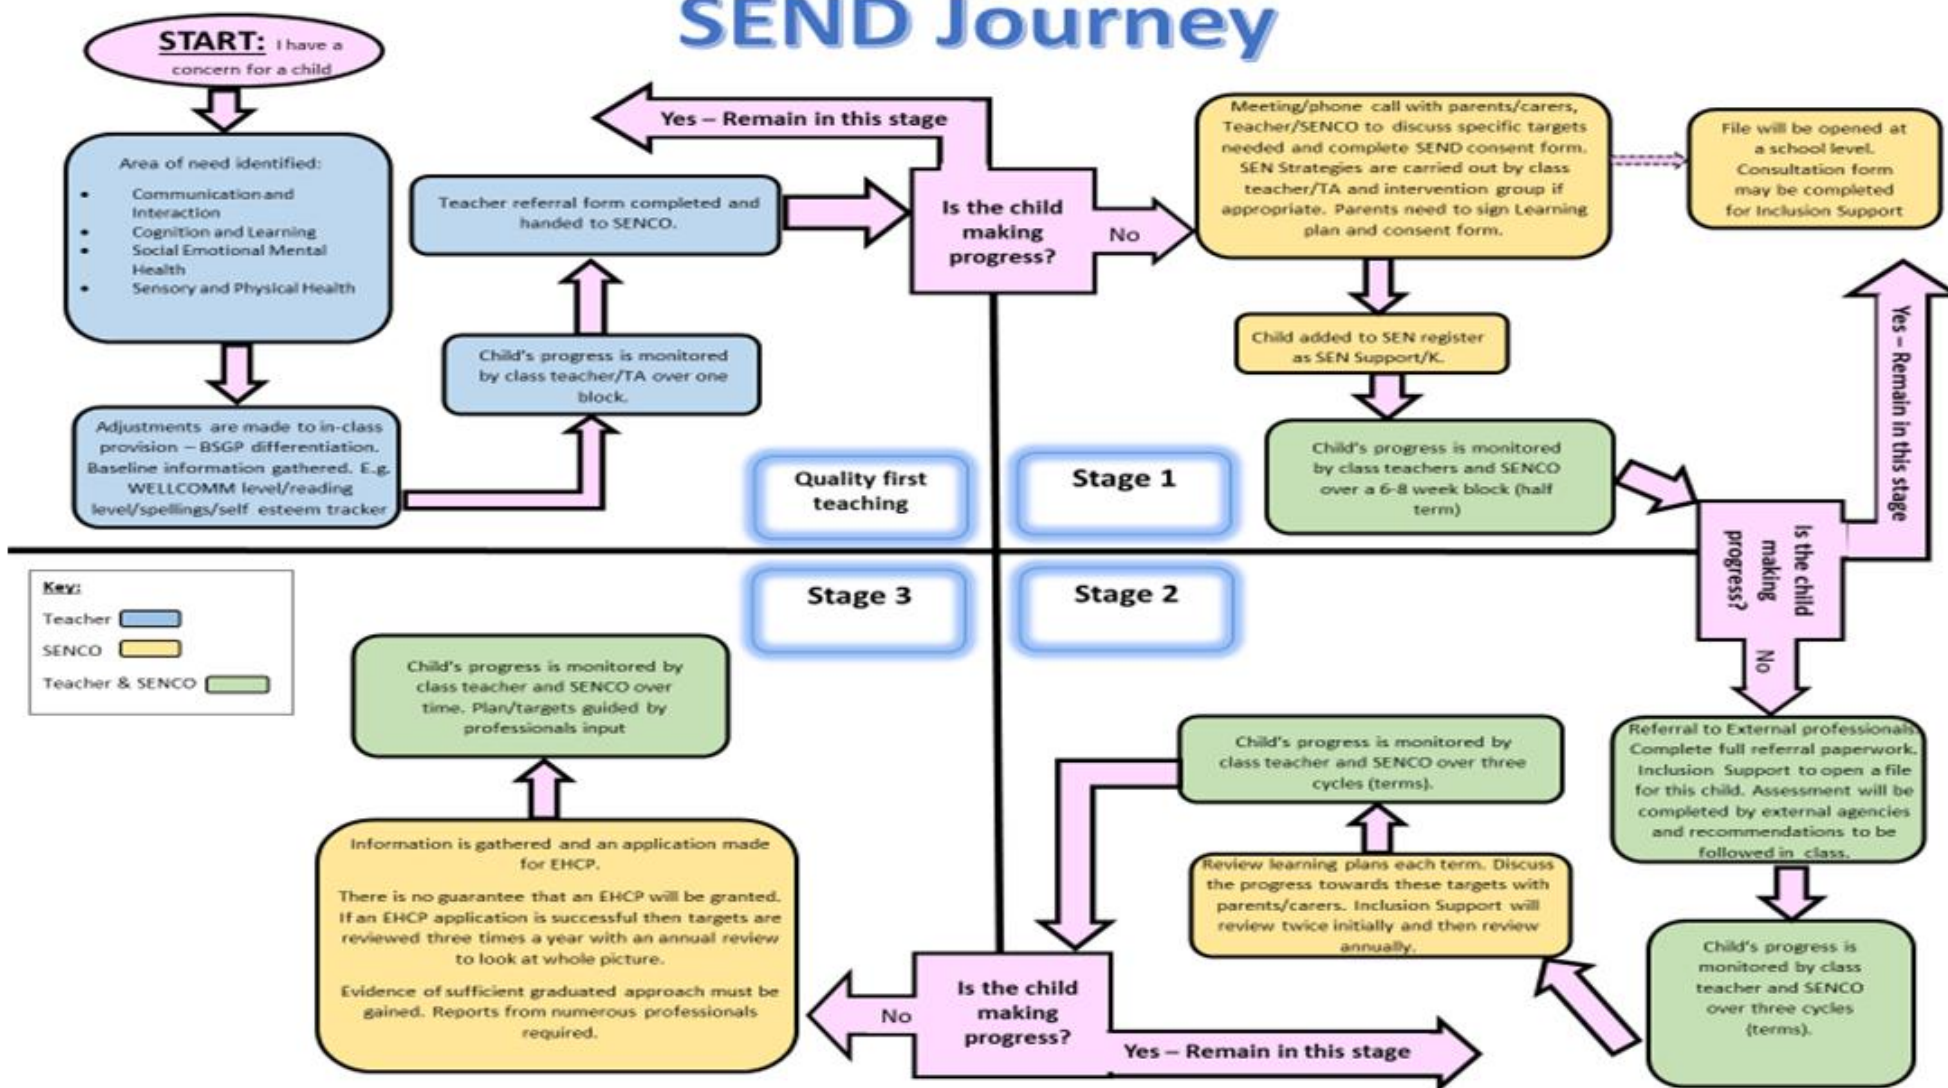 SEND Journey
START: I have a
concern for a child
Area of need identified:
• Communication and
Interaction
• Cognition and Learning
• Social Emotional Mental
Health
• Sensory and Physical Health
Adjustments are made to in-class
provision – BSGP differentiation.
Baseline information gathered. E.g.
WELLCOMM level/reading
level/spellings/self esteem tracker
Child's progress is monitored
by class teacher/TA over one
block.
Teacher referral form completed and
handed to SENCO.
Yes – Remain in this stage
Is the child
making
progress?
No
Quality first
teaching
Meeting/phone call with parents/carers,
Teacher/SENCO to discuss specific targets
needed and complete SEND consent form.
SEN Strategies are carried out by class
teacher/TA and intervention group if
appropriate. Parents need to sign Learning
plan and consent form.
File will be opened at
a school level.
Consultation form
may be completed
for Inclusion Support
Child added to SEN register
as SEN Support/K.
Child's progress is monitored
by class teachers and SENCO
over a 6-8 week block (half
term)
Stage 1
Is the child
making
progress?
Yes – Remain in this stage
No
Stage 2
Referral to External professionals.
Complete full referral paperwork.
Inclusion Support to open a file
for this child. Assessment will be
completed by external agencies
and recommendations to be
followed in class.
Child's progress is
monitored by class
teacher and SENCO
over three cycles
(terms).
Review learning plans each term. Discuss
the progress towards these targets with
parents/carers. Inclusion Support will
review twice initially and then review
annually.
Child's progress is monitored by
class teacher and SENCO over three
cycles (terms).
Is the child
making
progress?
Yes – Remain in this stage
No
Stage 3
Information is gathered and an application made
for EHCP.
There is no guarantee that an EHCP will be granted.
If an EHCP application is successful then targets are
reviewed three times a year with an annual review
to look at whole picture.
Evidence of sufficient graduated approach must be
gained. Reports from numerous professionals
required.
Child's progress is monitored by
class teacher and SENCO over
time. Plan/targets guided by
professionals input
Key:
Teacher
SENCO
Teacher & SENCO